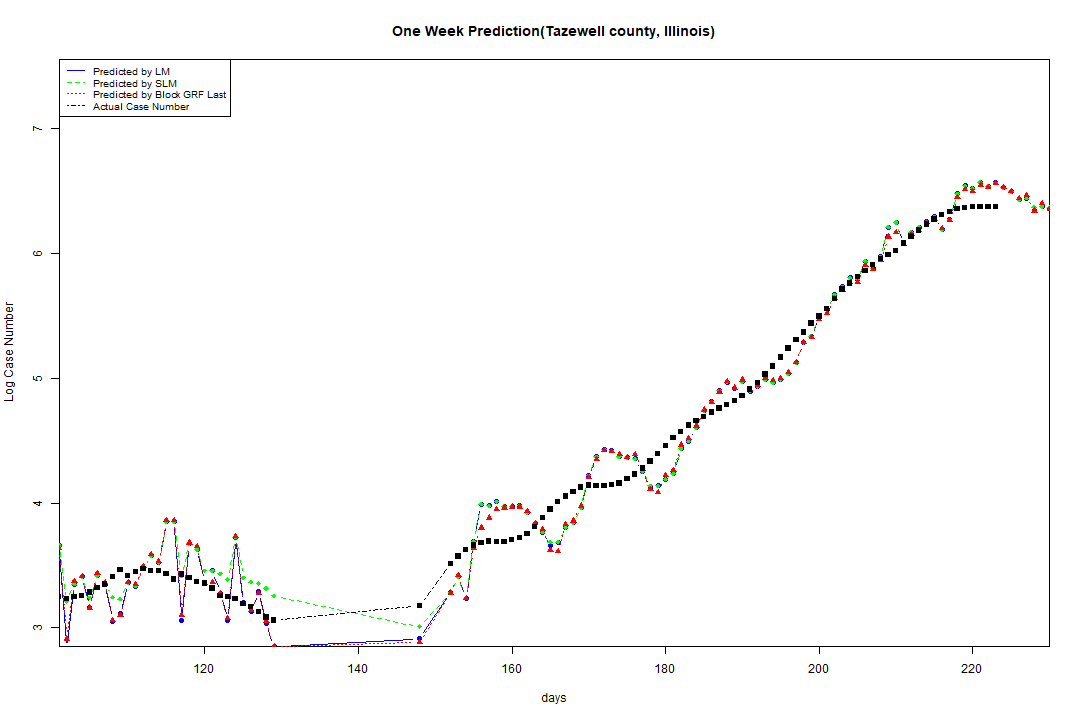 One Week Prediction(Tazewell county, Illinois)
Predicted by LM
Predicted by SLM
Predicted by Block GRF Last
Actual Case Number
7
6
5
4
3
Log Case Number
120 140 160 180 200 220
days